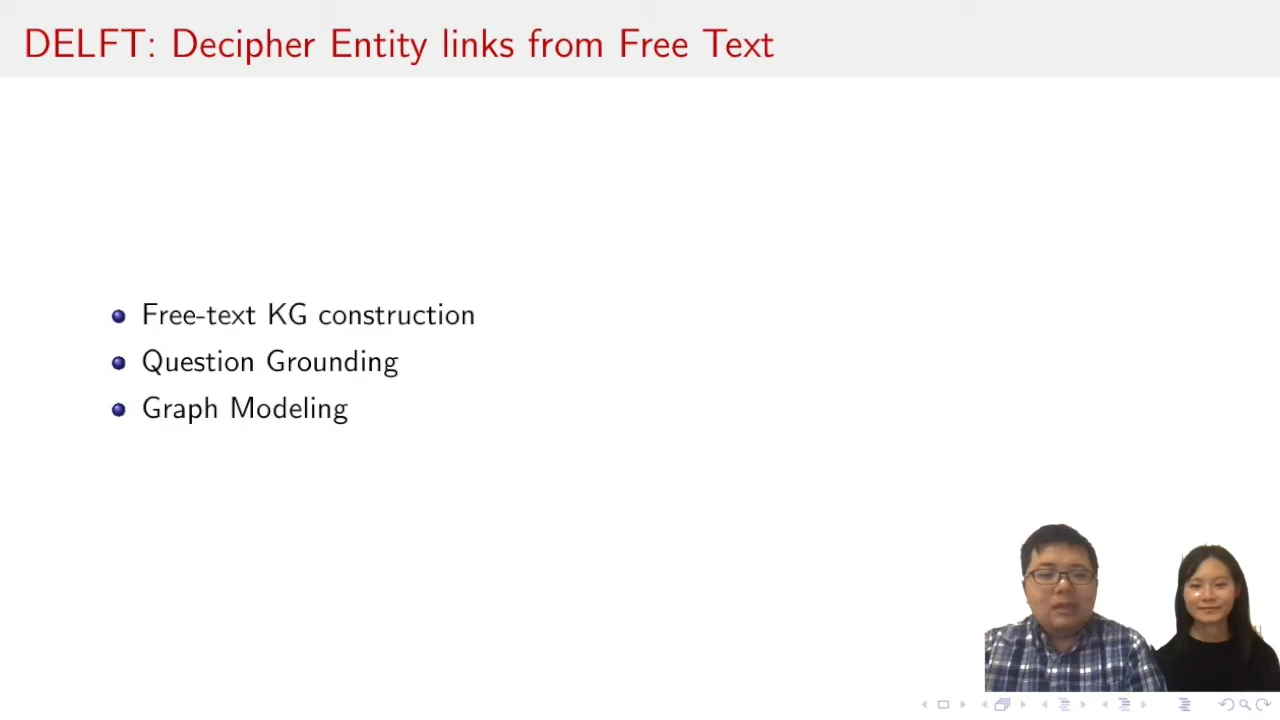 DELFT: Decipher Entity links from Free Text
Free-text KG construction
Question Grounding
Graph Modeling